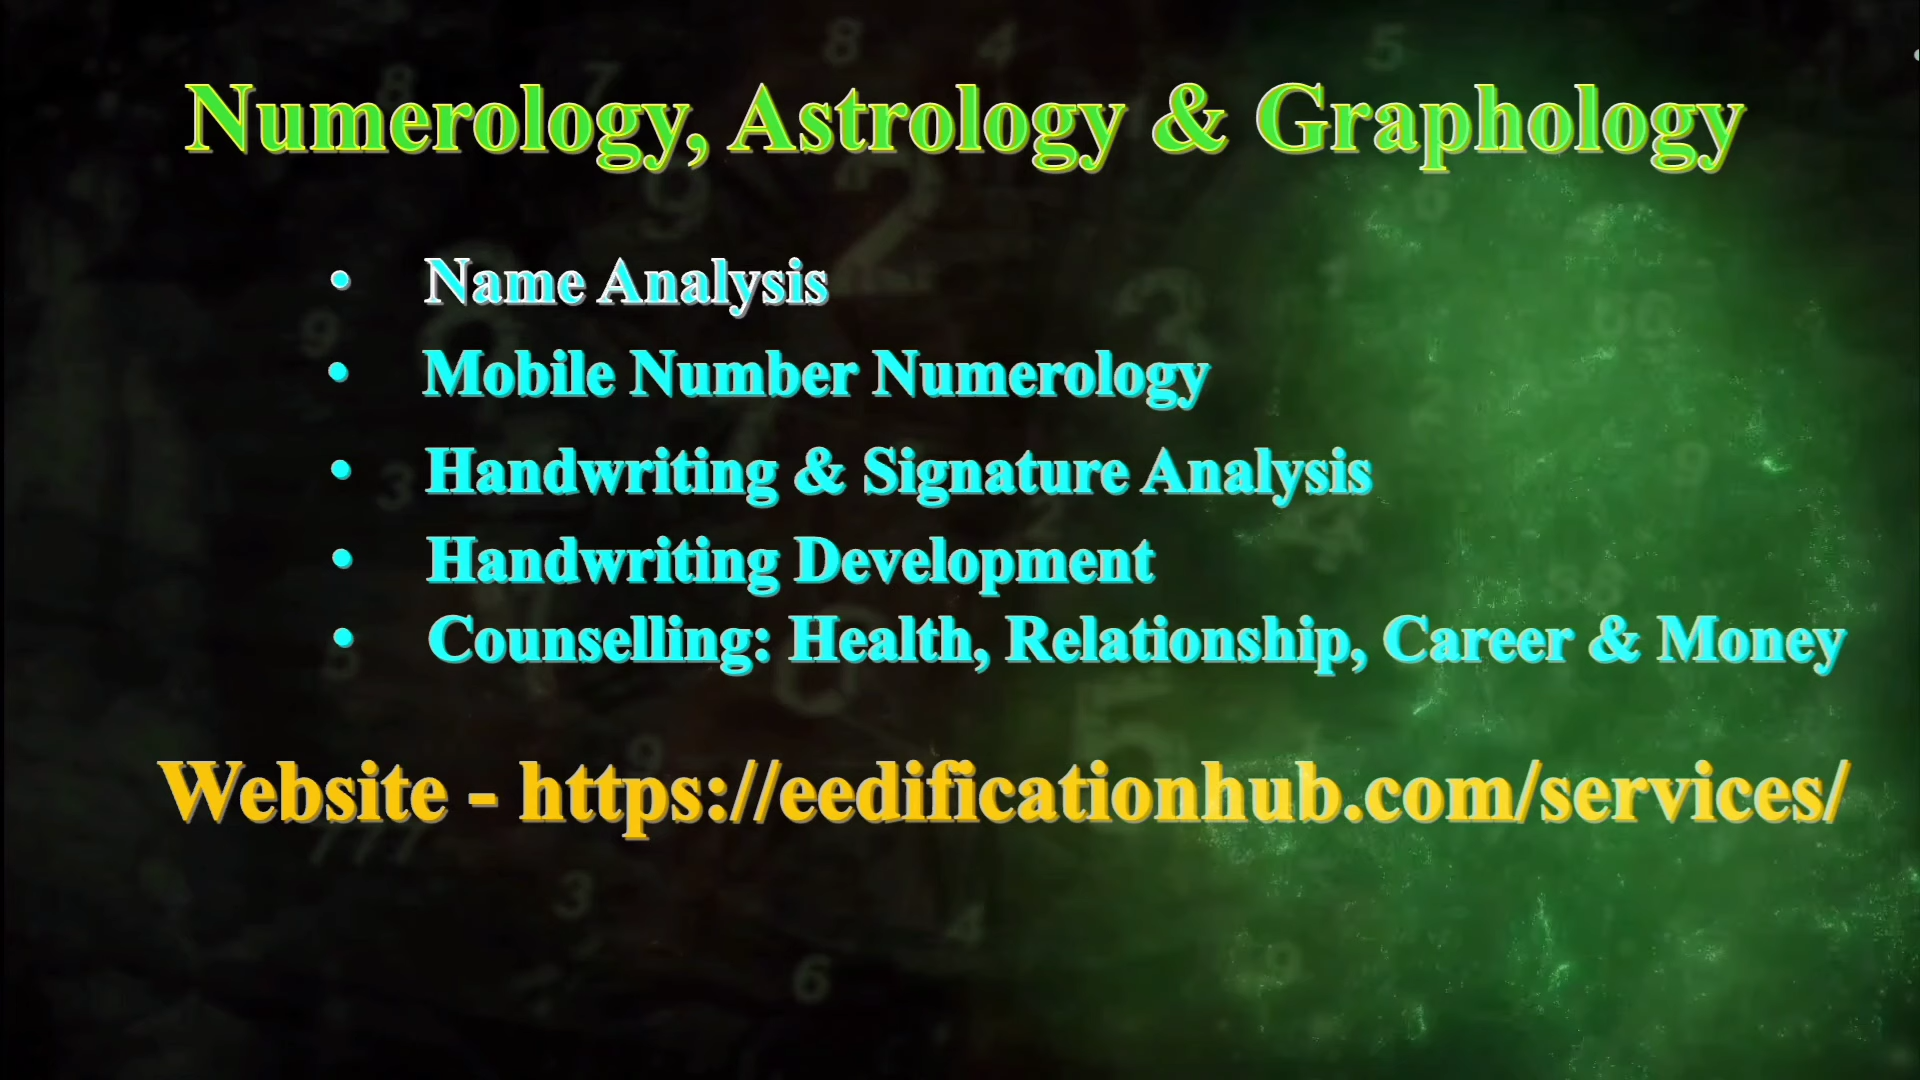 Numerology, Astrology & Graphology
• Name Analysis
• Mobile Number Numerology
• Handwriting & Signature Analysis
• Handwriting Development
• Counselling: Health, Relationship, Career & Money
Website - https://eedificationhub.com/services/